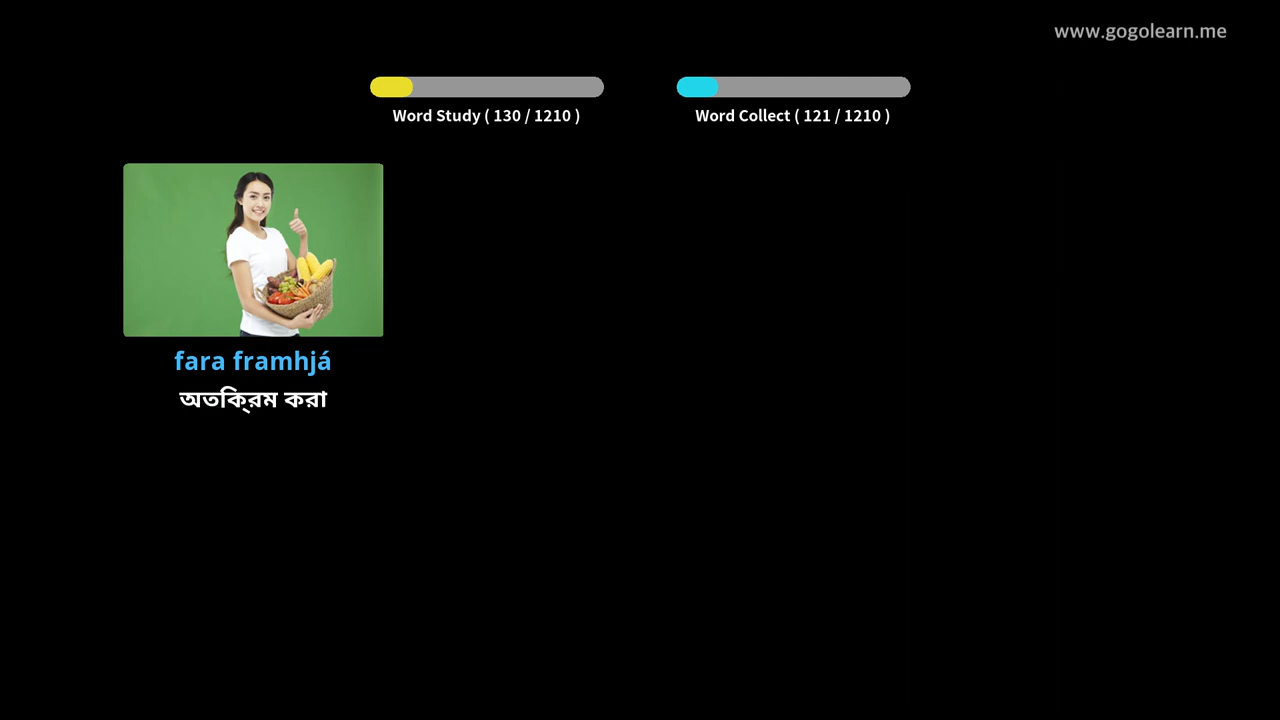 www.gogolearn.me
Word Study ( 130 / 1210 )
Word Collect ( 121 / 1210 )
fara framhjá
অতিক্রম করা